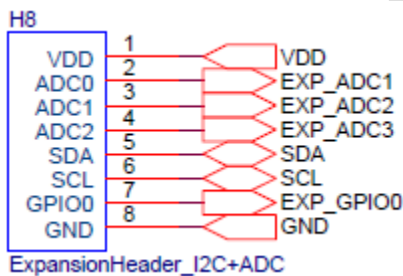 H8
VDD 1 VDD
ADC0 2 EXP_ADC1
ADC1 3 EXP_ADC2
ADC2 4 EXP_ADC3
SDA 5 SDA
SCL 6 SCL
GPIO0 7 EXP_GPIO0
GND 8 GND
ExpansionHeader_I2C+ADC